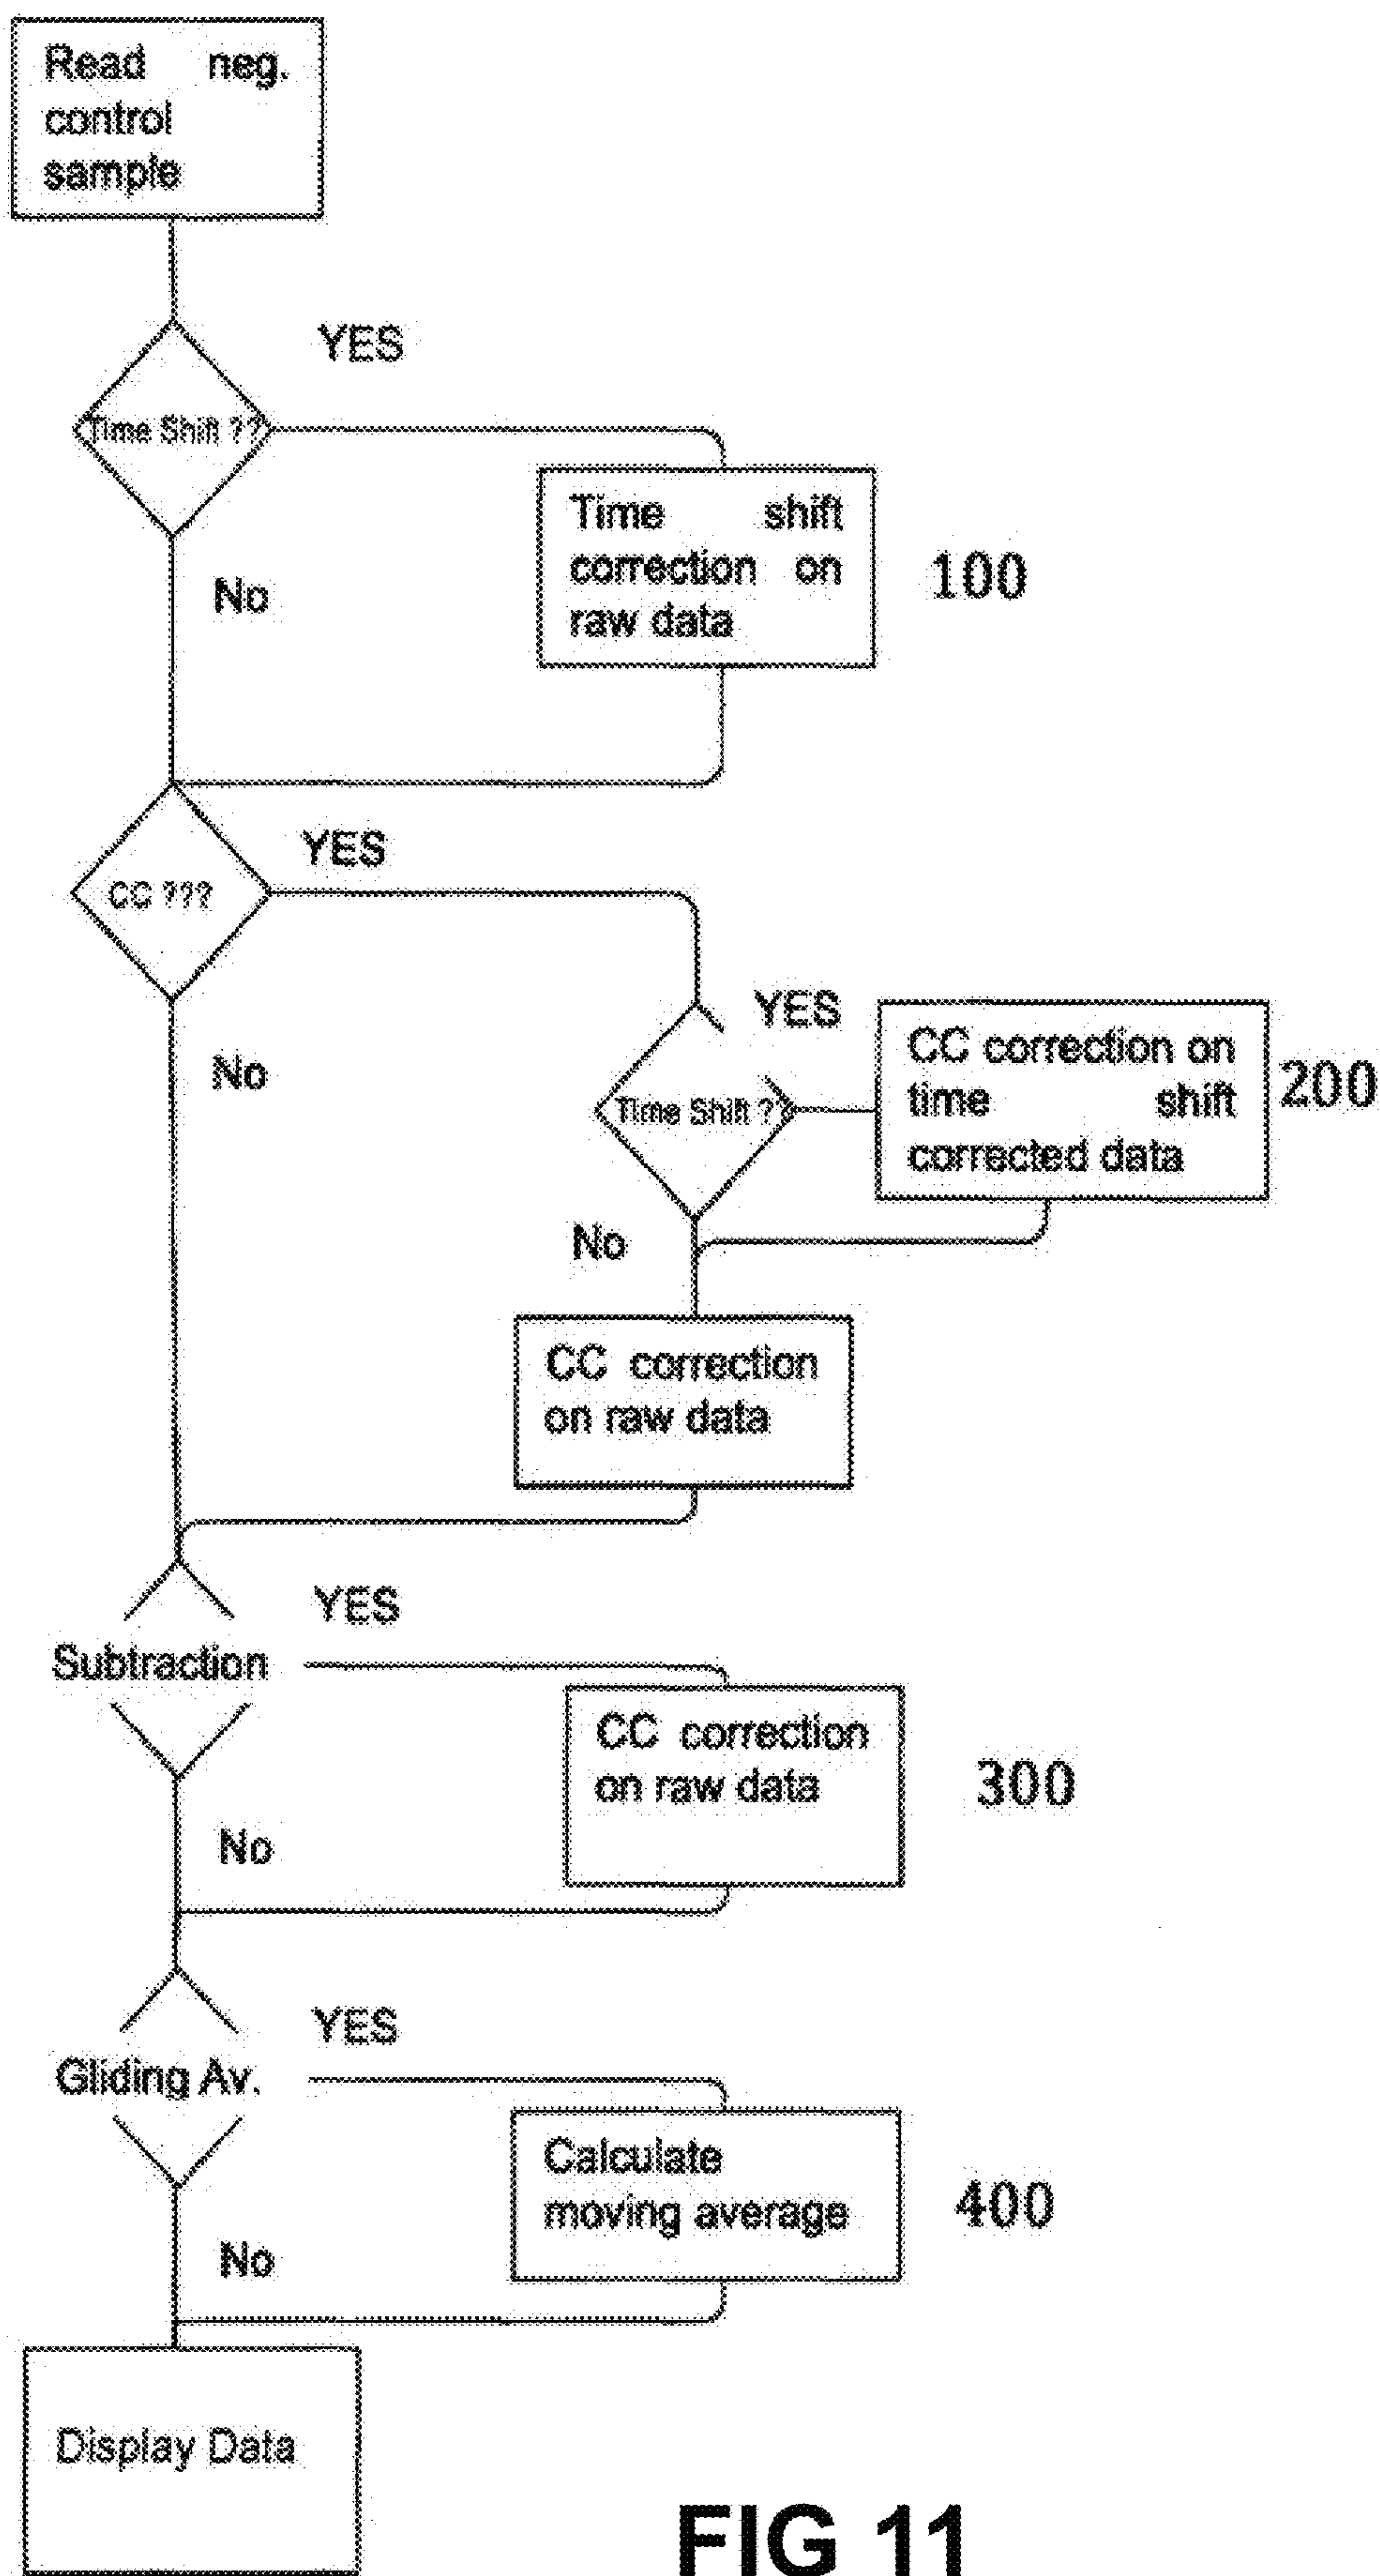 Read neg.
control
sample
YES
Time Shift ??
Time shift
correction on
raw data
100
No
YES
CC ???
No
YES
Time Shift ??
CC correction on
time shift
corrected data
200
No
CC correction
on raw data
YES
Subtraction
CC correction
on raw data
300
No
YES
Gliding Av.
Calculate
moving average
400
No
Display Data
FIG 11